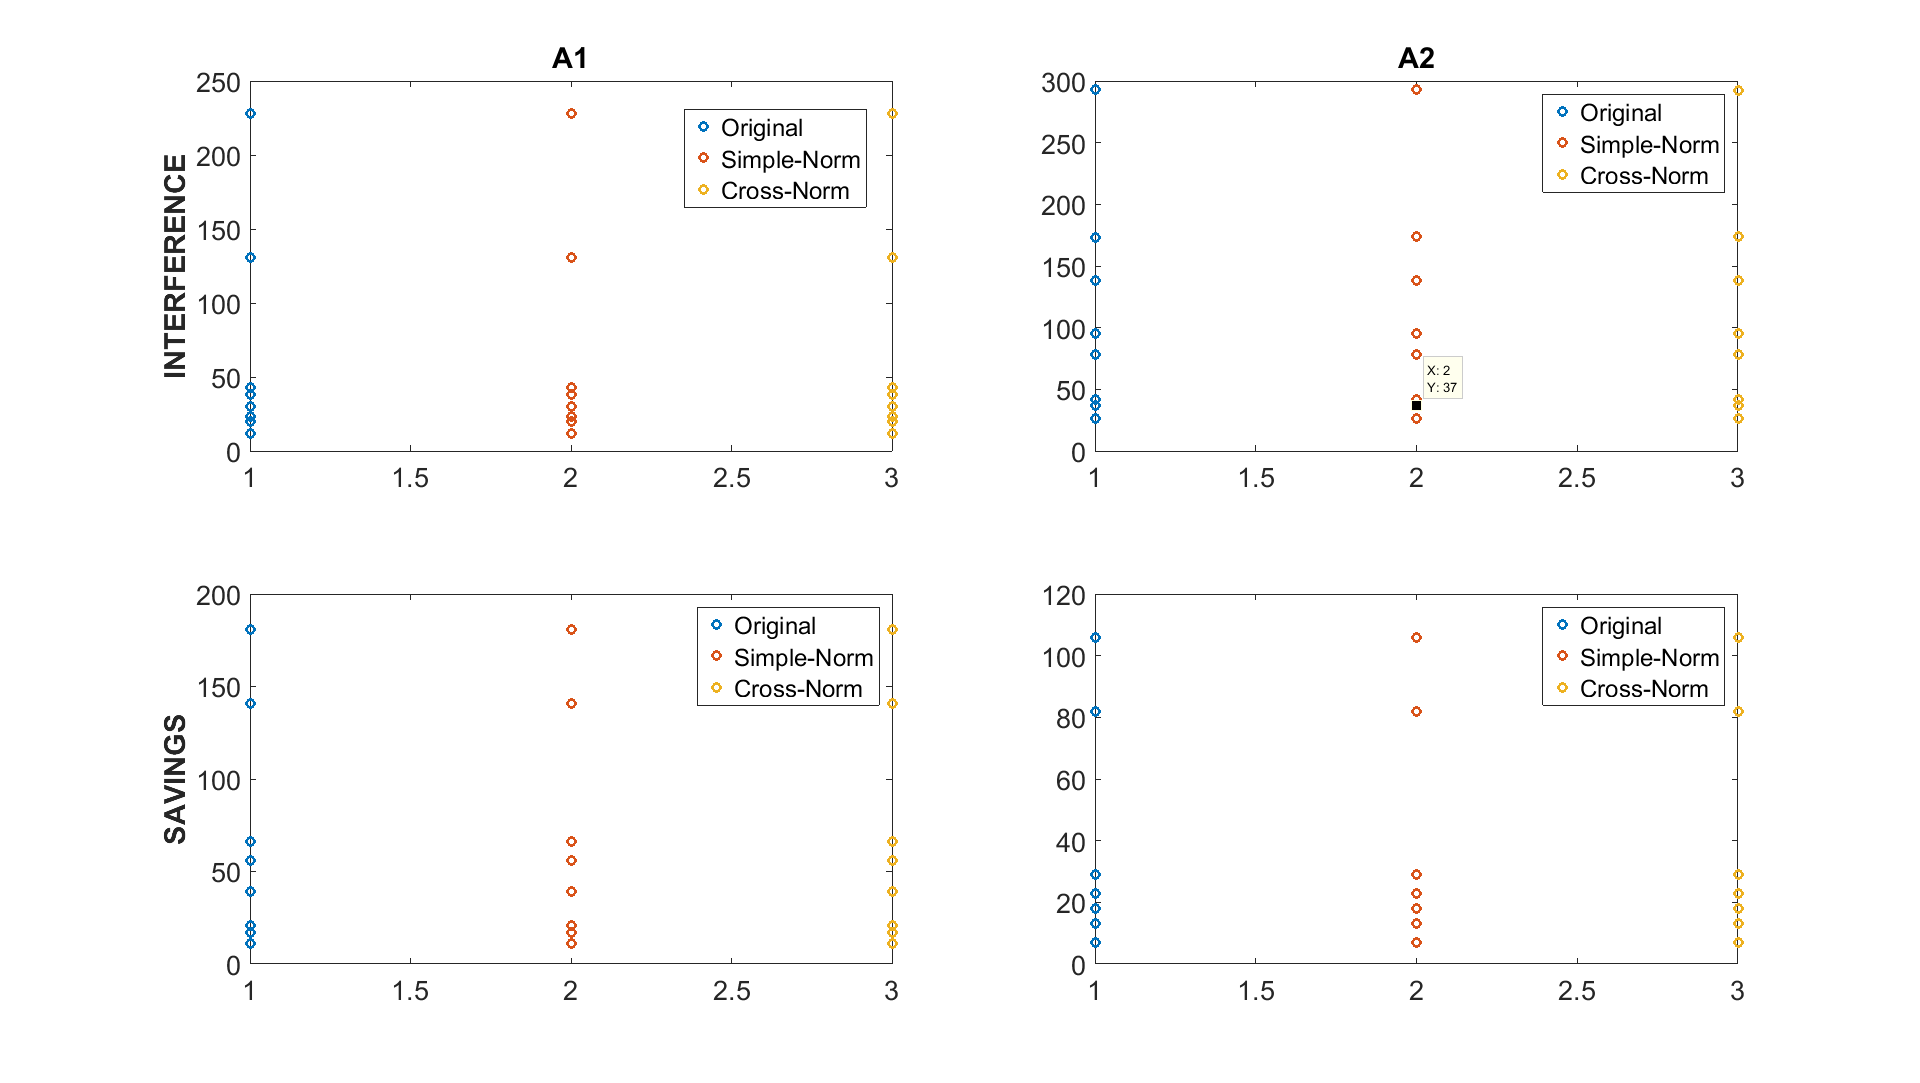 A1
250
200
150
100
50
0
1 1.5 2 2.5 3
INTERFERENCE
Original
Simple-Norm
Cross-Norm
A2
300
250
200
150
100
50
0
1 1.5 2 2.5 3
Original
Simple-Norm
Cross-Norm
X: 2
Y: 37
200
150
100
50
0
1 1.5 2 2.5 3
SAVINGS
Original
Simple-Norm
Cross-Norm
120
100
80
60
40
20
0
1 1.5 2 2.5 3
Original
Simple-Norm
Cross-Norm